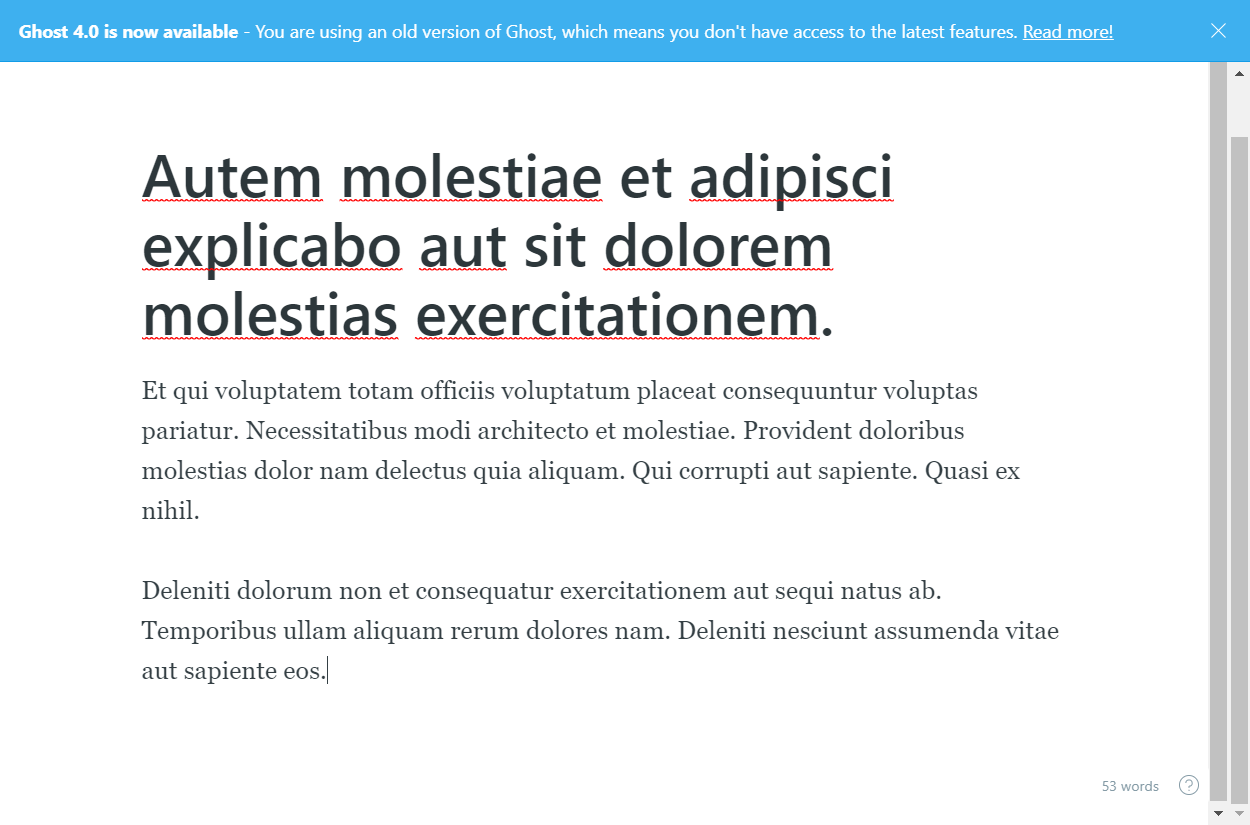 Ghost 4.0 is now available - You are using an old version of Ghost, which means you don't have access to the latest features. Read more!
Autem molestiae et adipisci
explicabo aut sit dolorem
molestias exercitationem.
Et qui voluptatem totam officiis voluptatum placeat consequuntur voluptas
pariatur. Necessitatibus modi architecto et molestiae. Provident doloribus
molestias dolor nam delectus quia aliquam. Qui corrupti aut sapiente. Quasi ex
nihil.
Deleniti dolorum non et consequatur exercitationem aut sequi natus ab.
Temporibus ullam aliquam rerum dolores nam. Deleniti nesciunt assumenda vitae
aut sapiente eos.
53 words ?